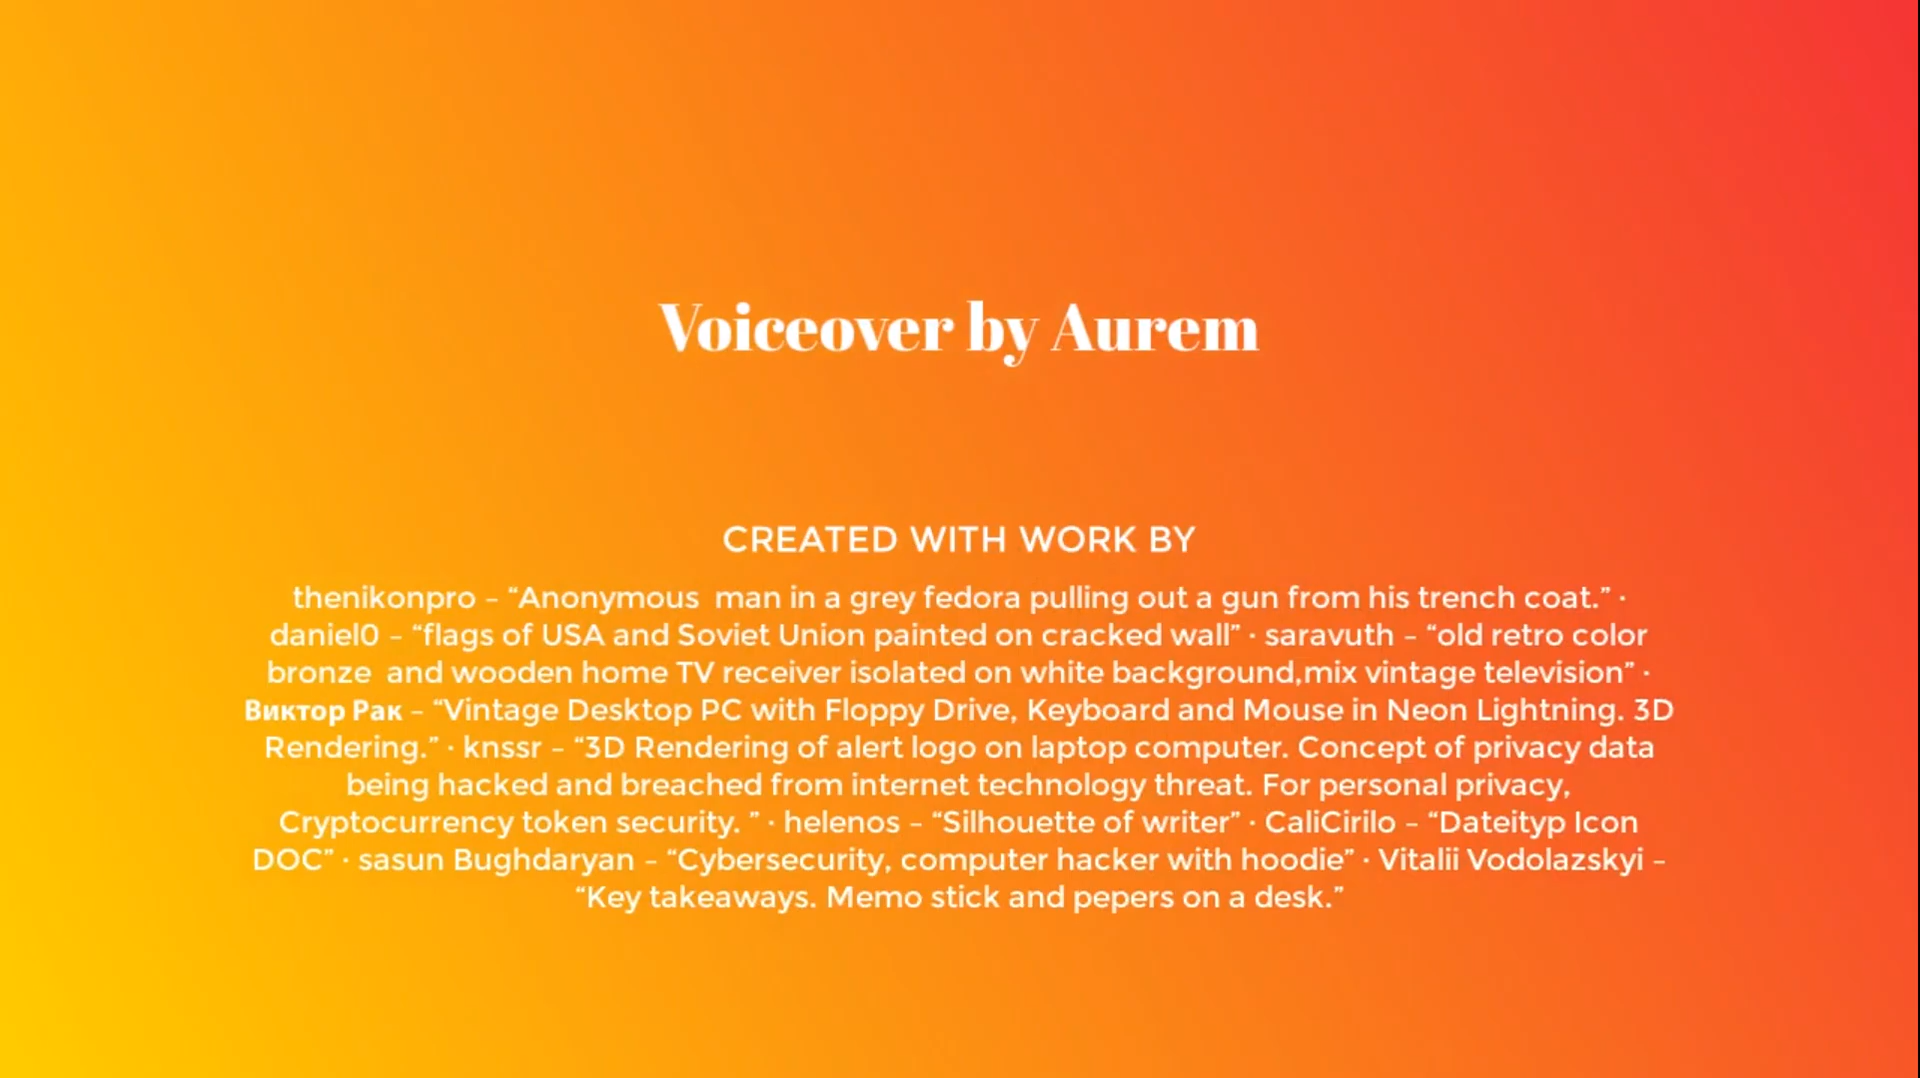 Voiceover by Aurem
CREATED WITH WORK BY
thenikonpro – “Anonymous  man in a grey fedora pulling out a gun from his trench coat.” ·
daniel0 – “flags of USA and Soviet Union painted on cracked wall” · saravuth – “old retro color
bronze  and wooden home TV receiver isolated on white background,mix vintage television” ·
Виктор Рак – “Vintage Desktop PC with Floppy Drive, Keyboard and Mouse in Neon Lightning. 3D
Rendering.” · knssr – “3D Rendering of alert logo on laptop computer. Concept of privacy data
being hacked and breached from internet technology threat. For personal privacy,
Cryptocurrency token security. ” · helenos – “Silhouette of writer” · CaliCirilo – “Dateityp Icon
DOC” · sasun Bughdaryan – “Cybersecurity, computer hacker with hoodie” · Vitalii Vodolazskyi –
“Key takeaways. Memo stick and pepers on a desk.”